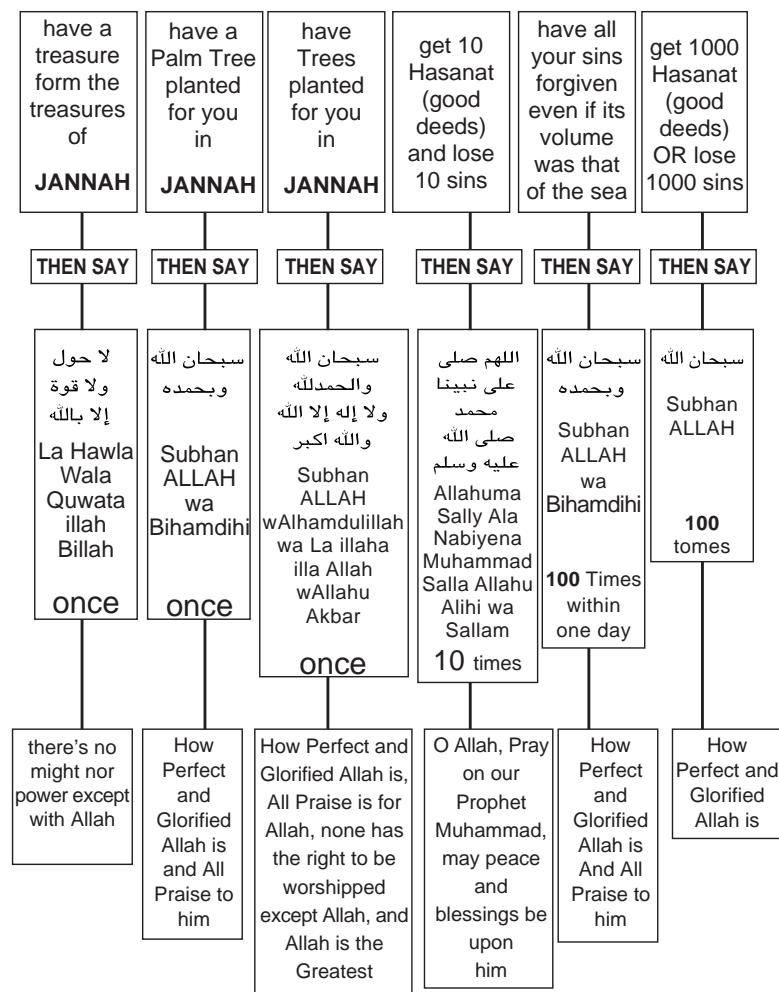 have a
treasure
form the
treasures
of
JANNAH
have a
Palm Tree
planted
for you
in
JANNAH
have
Trees
planted
for you
in
JANNAH
get 10
Hasanat
(good
deeds)
and lose
10 sins
have all
your sins
forgiven
even if its
volume
was that
of the sea
get 1000
Hasanat
(good
deeds)
OR lose
1000 sins
THEN SAY
THEN SAY
THEN SAY
THEN SAY
THEN SAY
THEN SAY
لا حول
ولا قوة
إلا بالله
La Hawla
Wala
Quwata
illah
Billah
once
سبحان الله
وبحمده
Subhan
ALLAH
wa
Bihamdihi
once
سبحان الله
والحمدلله
ولا إله إلا الله
والله اكبر
Subhan
ALLAH
wAlhamdulillah
wa La illaha
illa Allah
wAllahu
Akbar
once
اللهم صلى
على نبينا
محمد
صلى الله
عليه وسلم
Allahuma
Sally Ala
Nabiyena
Muhammad
Salla Allahu
Alihi wa
Sallam
10 times
سبحان الله
وبحمده
Subhan
ALLAH
wa
Bihamdihi
100 Times
within
one day
سبحان الله
Subhan
ALLAH
100
tomes
there's no
might nor
power except
with Allah
How
Perfect
and
Glorified
Allah is
and All
Praise to
him
How Perfect and
Glorified Allah is,
All Praise is for
Allah, none has
the right to be
worshipped
except Allah, and
Allah is the
Greatest
O Allah, Pray
on our
Prophet
Muhammad,
may peace
and
blessings be
upon
him
How
Perfect
and
Glorified
Allah is
And All
Praise to
him
How
Perfect and
Glorified
Allah is